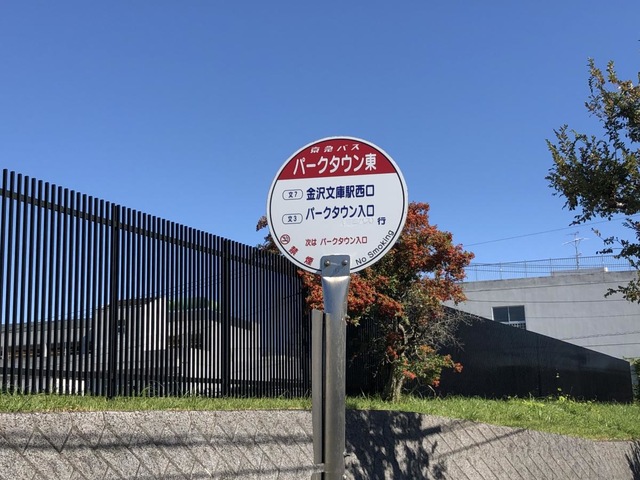 京急バス
パークタウン東
文7 金沢文庫駅西口
文3 パークタウン入口 行
次は パークタウン入口
禁煙 No Smoking